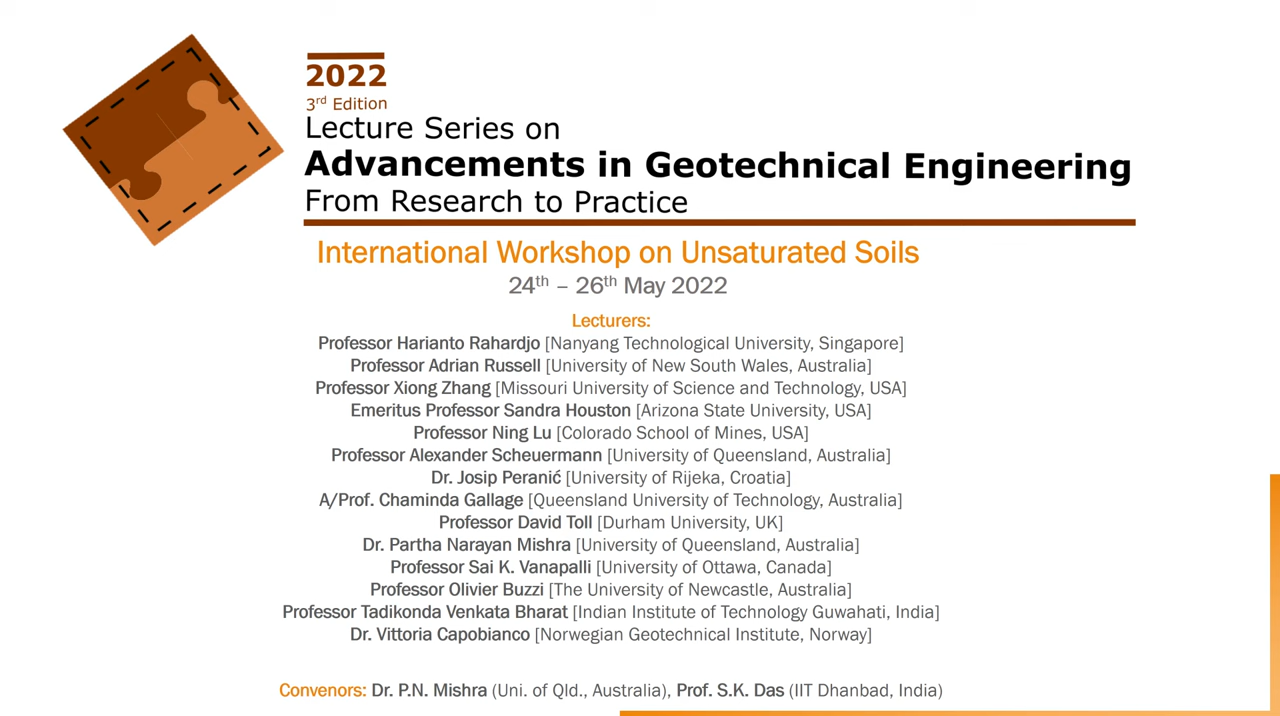 2022
3rd Edition
Lecture Series on
Advancements in Geotechnical Engineering
From Research to Practice
International Workshop on Unsaturated Soils
24th – 26th May 2022
Lecturers:
Professor Harianto Rahardjo [Nanyang Technological University, Singapore]
Professor Adrian Russell [University of New South Wales, Australia]
Professor Xiong Zhang [Missouri University of Science and Technology, USA]
Emeritus Professor Sandra Houston [Arizona State University, USA]
Professor Ning Lu [Colorado School of Mines, USA]
Professor Alexander Scheuermann [University of Queensland, Australia]
Dr. Josip Peranić [University of Rijeka, Croatia]
A/Prof. Chaminda Gallage [Queensland University of Technology, Australia]
Professor David Toll [Durham University, UK]
Dr. Partha Narayan Mishra [University of Queensland, Australia]
Professor Sai K. Vanapalli [University of Ottawa, Canada]
Professor Olivier Buzzi [The University of Newcastle, Australia]
Professor Tadikonda Venkata Bharat [Indian Institute of Technology Guwahati, India]
Dr. Vittoria Capobianco [Norwegian Geotechnical Institute, Norway]
Convenors: Dr. P.N. Mishra (Uni. of Qld., Australia), Prof. S.K. Das (IIT Dhanbad, India)